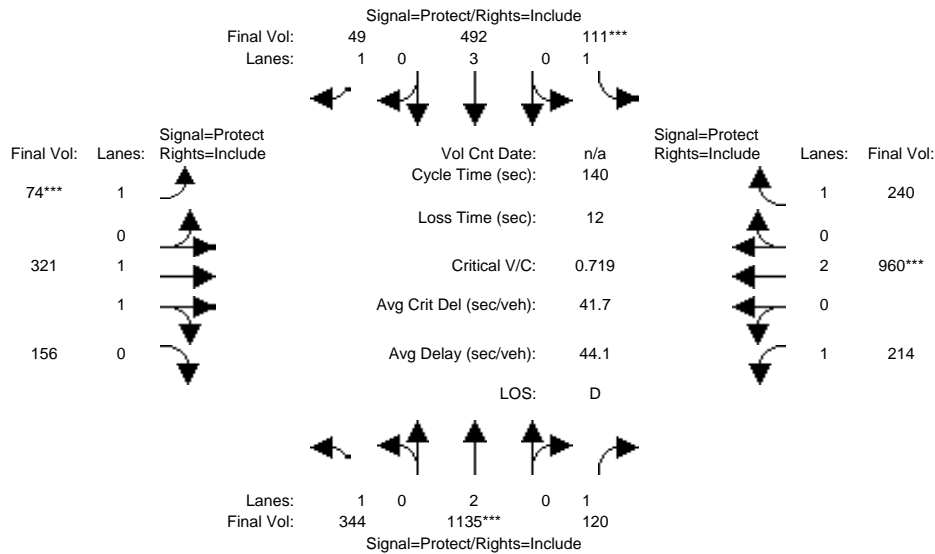 Signal=Protect/Rights=Include
Final Vol: 49 492 111***
Lanes: 1 0 3 0 1
Signal=Protect
Final Vol: Lanes: Rights=Include
Vol Cnt Date: n/a
Signal=Protect
Rights=Include Lanes: Final Vol:
Cycle Time (sec): 140
74*** 1
1 240
Loss Time (sec): 12
0
0
321 1
Critical V/C: 0.719
2 960***
1
Avg Crit Del (sec/veh): 41.7
0
156 0
Avg Delay (sec/veh): 44.1
1 214
LOS: D
Lanes: 1 0 2 0 1
Final Vol: 344 1135*** 120
Signal=Protect/Rights=Include